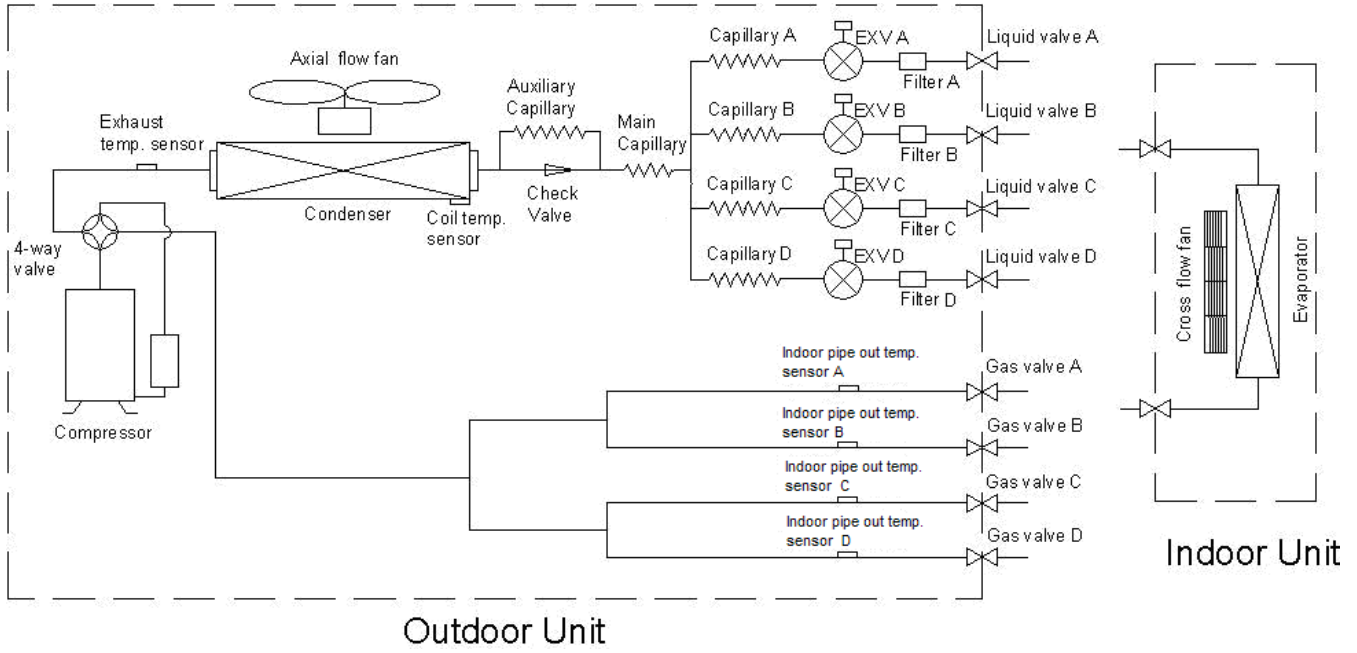 Axial flow fan
Exhaust
temp. sensor
Condenser
Coil temp.
sensor
4-way
valve
Compressor
Auxiliary
Capillary
Check
Valve
Main
Capillary
Capillary A
EXV A
Filter A
Liquid valve A
Capillary B
EXV B
Filter B
Liquid valve B
Capillary C
EXV C
Filter C
Liquid valve C
Capillary D
EXV D
Filter D
Liquid valve D
Indoor pipe out temp.
sensor A
Gas valve A
Indoor pipe out temp.
sensor B
Gas valve B
Indoor pipe out temp.
sensor C
Gas valve C
Indoor pipe out temp.
sensor D
Gas valve D
Outdoor Unit
Cross flow fan
Evaporator
Indoor Unit